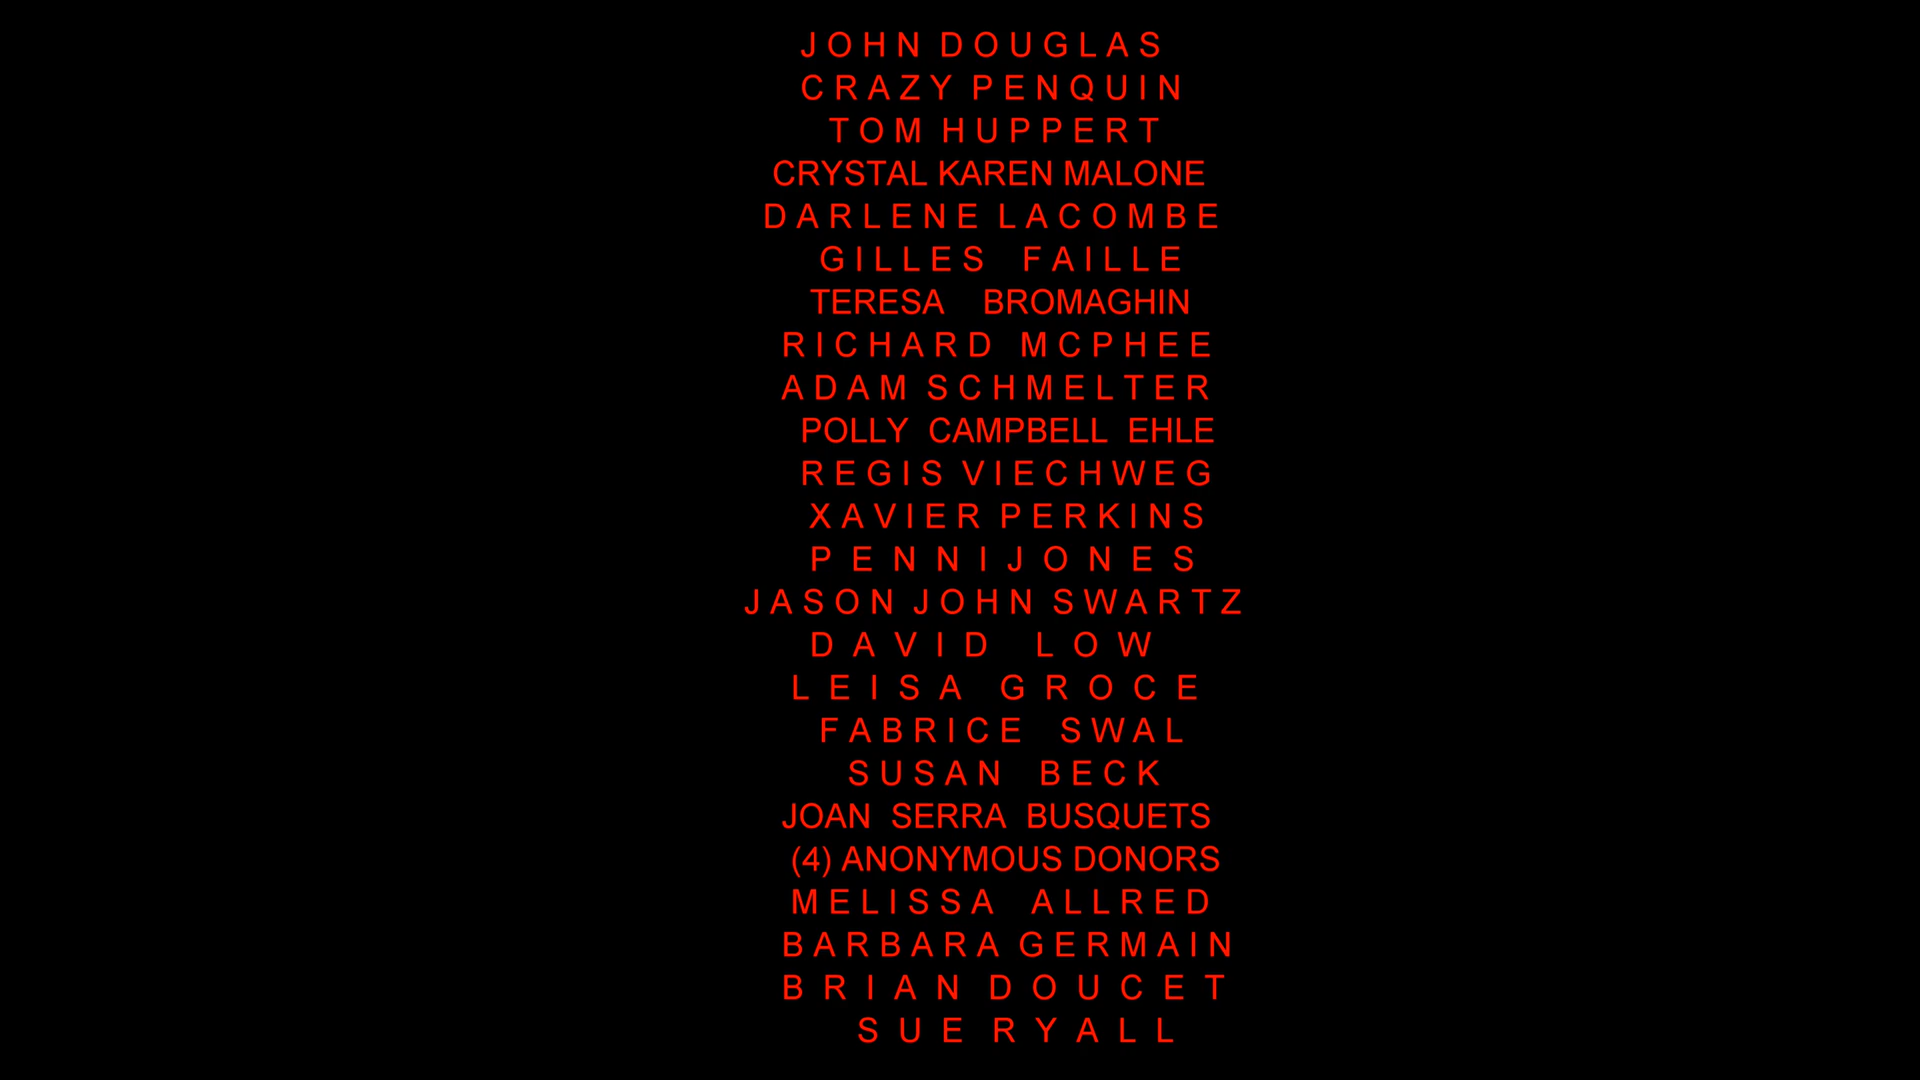 JOHN DOUGLAS
CRAZY PENQUIN
TOM HUPPERT
CRYSTAL KAREN MALONE
DARLENE LACOMBE
GILLES FAILLE
TERESA BROMAGHIN
RICHARD MCPHEE
ADAM SCHMELTER
POLLY CAMPBELL EHLE
REGIS VIECHWEG
XAVIER PERKINS
PENNIJONES
JASON JOHN SWARTZ
DAVID LOW
LEISA GROCE
FABRICE SWAL
SUSAN BECK
JOAN SERRA BUSQUETS
(4) ANONYMOUS DONORS
MELISSA ALLRED
BARBARA GERMAIN
BRIAN DOUCET
SUE RYALL